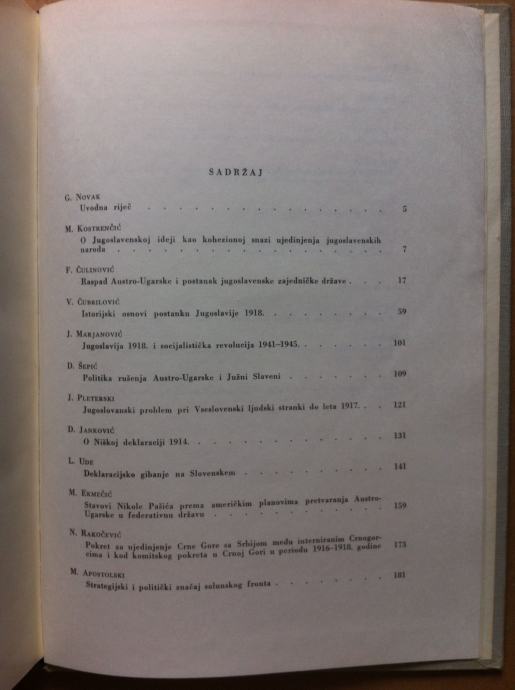 SADRŽAJ
G. NOVAK
Uvodna riječ . . . . . . . . . . . . . 5
M. KOSTRENČIĆ
O Jugoslavenskoj ideji kao kohezionoj snazi ujedinjenja jugoslavenskih
naroda . . . . . . . . . . . . . . 7
F. ČULINOVIĆ
Raspad Austro-Ugarske i postanak jugoslavenske zajedničke države . . . 17
V. ČUBRILOVIĆ
Istorijski osnovi postanku Jugoslavije 1918. . . . . . . 59
J. MARJANOVIĆ
Jugoslavija 1918. i socijalistička revolucija 1941–1945. . . . . . 101
D. ŠEPIĆ
Politika rušenja Austro-Ugarske i Južni Slaveni . . . . . . 109
J. PLETERSKI
Jugoslovanski problem pri Vseslovenski ljudski stranki do leta 1917. . . 121
D. JANKOVIĆ
O Niškoj deklaraciji 1914. . . . . . . . . . . 131
L. UDE
Deklaracijsko gibanje na Slovenskem . . . . . . . . 141
M. EKMEČIĆ
Stavovi Nikole Pašića prema američkim planovima pretvaranja Austro-
Ugarske u federativnu državu . . . . . . . . . 159
N. RAKOČEVIĆ
Pokret za ujedinjenje Crne Gore sa Srbijom među interniranim Crnogor-
cima i kod komitskog pokreta u Crnoj Gori u periodu 1916–1918. godine 173
M. APOSTOLSKI
Strategijski i politički značaj solunskog fronta . . . . . . 181